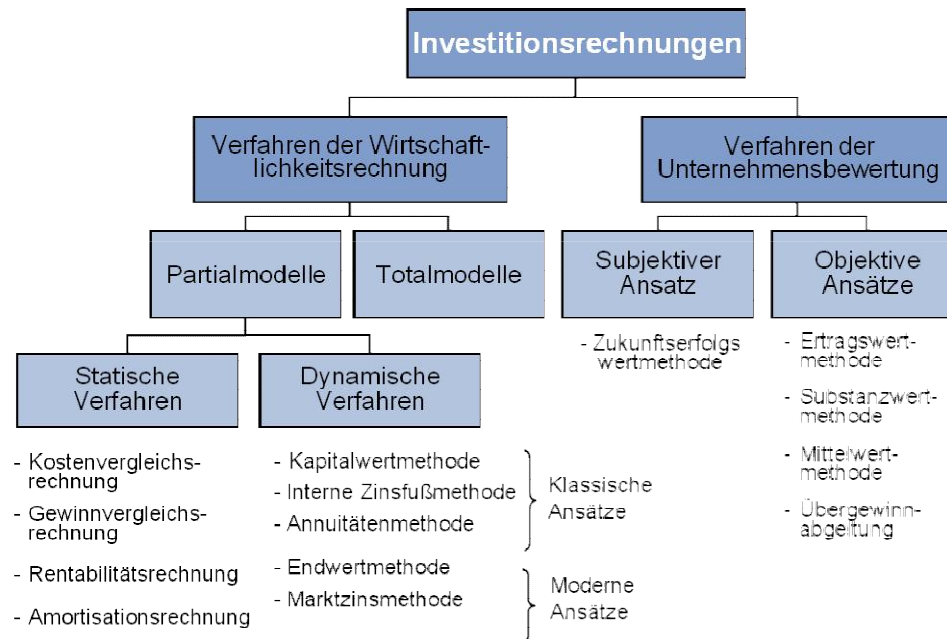 Investitionsrechnungen
Verfahren der Wirtschaft-
lichkeitsrechnung
Verfahren der
Unternehmensbewertung
Partialmodelle
Totalmodelle
Subjektiver
Ansatz
Objektive
Ansätze
Statische
Verfahren
Dynamische
Verfahren
- Kostenvergleichs-
rechnung
- Gewinnvergleichs-
rechnung
- Rentabilitätsrechnung
- Amortisationsrechnung
- Kapitalwertmethode
- Interne Zinsfußmethode
- Annuitätenmethode
Klassische
Ansätze
- Endwertmethode
- Marktzinsmethode
Moderne
Ansätze
- Zukunftserfolgs
wertmethode
- Ertragswert-
methode
- Substanzwert-
methode
- Mittelwert-
methode
- Übergewinn-
abgeltung